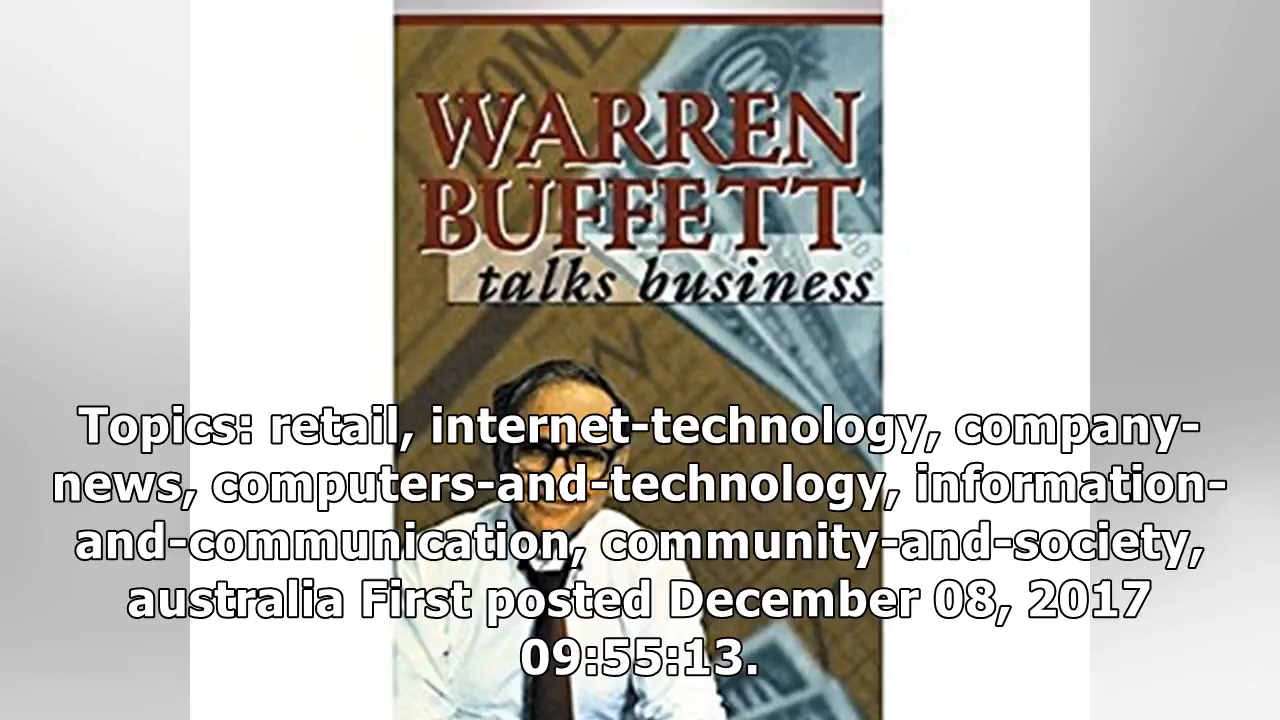 WARREN
BUFFETT
talks business
Topics: retail, internet-technology, company-
news, computers-and-technology, information-
and-communication, community-and-society,
australia First posted December 08, 2017
09:55:13.